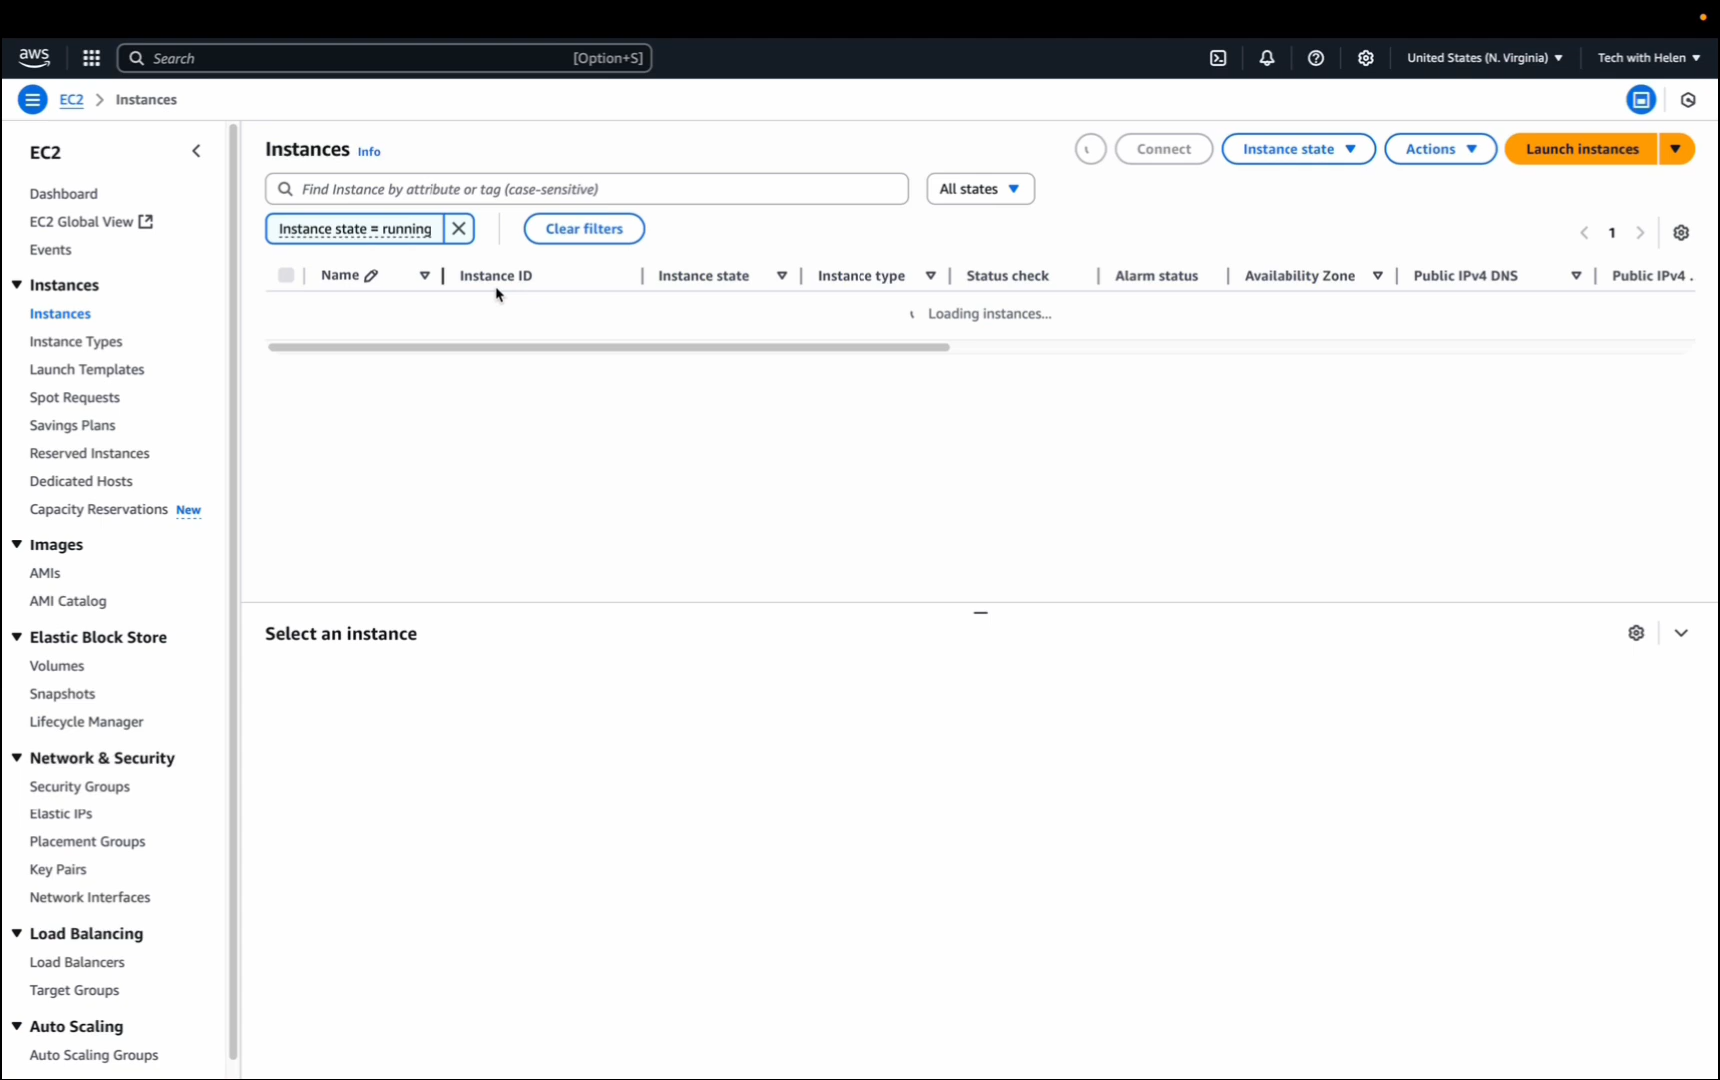 aws
Search [Option+S]
United States (N. Virginia)
Tech with Helen
EC2 Instances
EC2
Dashboard
EC2 Global View
Events
Instances
Instances
Instance Types
Launch Templates
Spot Requests
Savings Plans
Reserved Instances
Dedicated Hosts
Capacity Reservations New
Images
AMIs
AMI Catalog
Elastic Block Store
Volumes
Snapshots
Lifecycle Manager
Network & Security
Security Groups
Elastic IPs
Placement Groups
Key Pairs
Network Interfaces
Load Balancing
Load Balancers
Target Groups
Auto Scaling
Auto Scaling Groups
Instances Info
Connect
Instance state
Actions
Launch instances
Find Instance by attribute or tag (case-sensitive)
All states
Instance state = running
Clear filters
1
Name Instance ID Instance state Instance type Status check Alarm status Availability Zone Public IPv4 DNS Public IPv4 .
Loading instances...
Select an instance